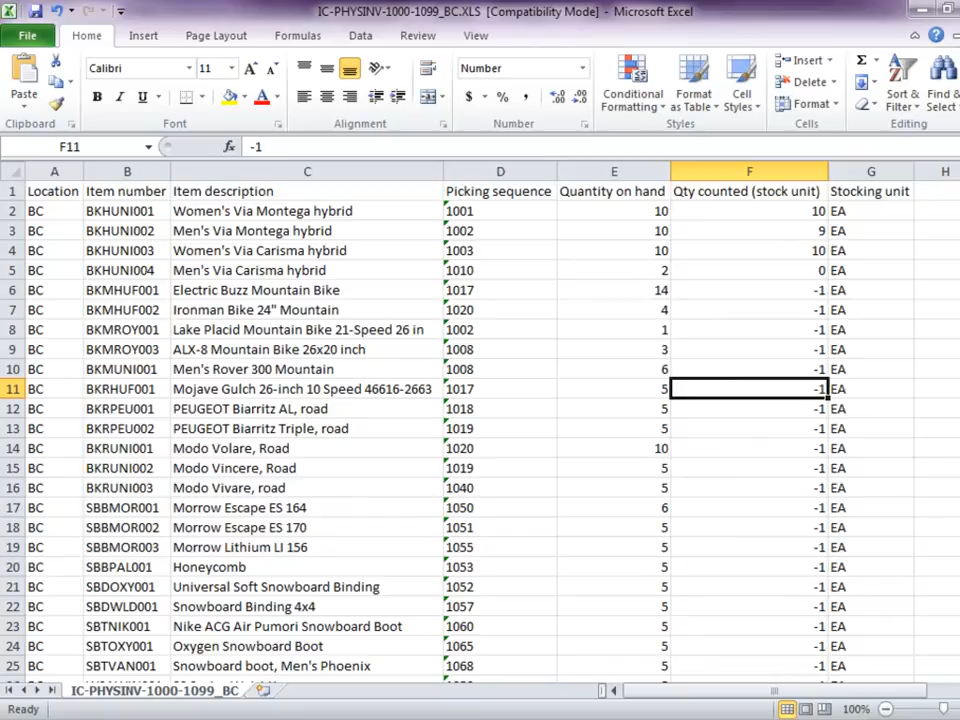 IC-PHYSINV-1000-1099_BC.XLS [Compatibility Mode] - Microsoft Excel
File Home Insert Page Layout Formulas Data Review View
Calibri 11 Number Insert Σ
Paste B I U $ % , Conditional Formatting Format as Table Cell Styles Delete Format Sort & Filter Find & Select
Clipboard Font Alignment Number Styles Cells Editing
F11 fx -1
A B C D E F G H
1 Location Item number Item description Picking sequence Quantity on hand Qty counted (stock unit) Stocking unit
2 BC BKHUNI001 Women's Via Montega hybrid 1001 10 10 EA
3 BC BKHUNI002 Men's Via Montega hybrid 1002 10 9 EA
4 BC BKHUNI003 Women's Via Carisma hybrid 1003 10 10 EA
5 BC BKHUNI004 Men's Via Carisma hybrid 1010 2 0 EA
6 BC BKMHUF001 Electric Buzz Mountain Bike 1017 14 -1 EA
7 BC BKMHUF002 Ironman Bike 24" Mountain 1020 4 -1 EA
8 BC BKMROY001 Lake Placid Mountain Bike 21-Speed 26 in 1002 1 -1 EA
9 BC BKMROY003 ALX-8 Mountain Bike 26x20 inch 1008 3 -1 EA
10 BC BKMUNI001 Men's Rover 300 Mountain 1008 6 -1 EA
11 BC BKRHUF001 Mojave Gulch 26-inch 10 Speed 46616-2663 1017 5 -1 EA
12 BC BKRPEU001 PEUGEOT Biarritz AL, road 1018 5 -1 EA
13 BC BKRPEU002 PEUGEOT Biarritz Triple, road 1019 5 -1 EA
14 BC BKRUNI001 Modo Volare, Road 1020 10 -1 EA
15 BC BKRUNI002 Modo Vincere, Road 1019 5 -1 EA
16 BC BKRUNI003 Modo Vivare, road 1040 5 -1 EA
17 BC SBBMOR001 Morrow Escape ES 164 1050 6 -1 EA
18 BC SBBMOR002 Morrow Escape ES 170 1051 5 -1 EA
19 BC SBBMOR003 Morrow Lithium LI 156 1055 5 -1 EA
20 BC SBBPAL001 Honeycomb 1053 5 -1 EA
21 BC SBDOXY001 Universal Soft Snowboard Binding 1052 5 -1 EA
22 BC SBDWLD001 Snowboard Binding 4x4 1057 5 -1 EA
23 BC SBTNIK001 Nike ACG Air Pumori Snowboard Boot 1060 5 -1 EA
24 BC SBTOXY001 Oxygen Snowboard Boot 1065 5 -1 EA
25 BC SBTVAN001 Snowboard boot, Men's Phoenix 1068 5 -1 EA
IC-PHYSINV-1000-1099_BC
Ready 100%